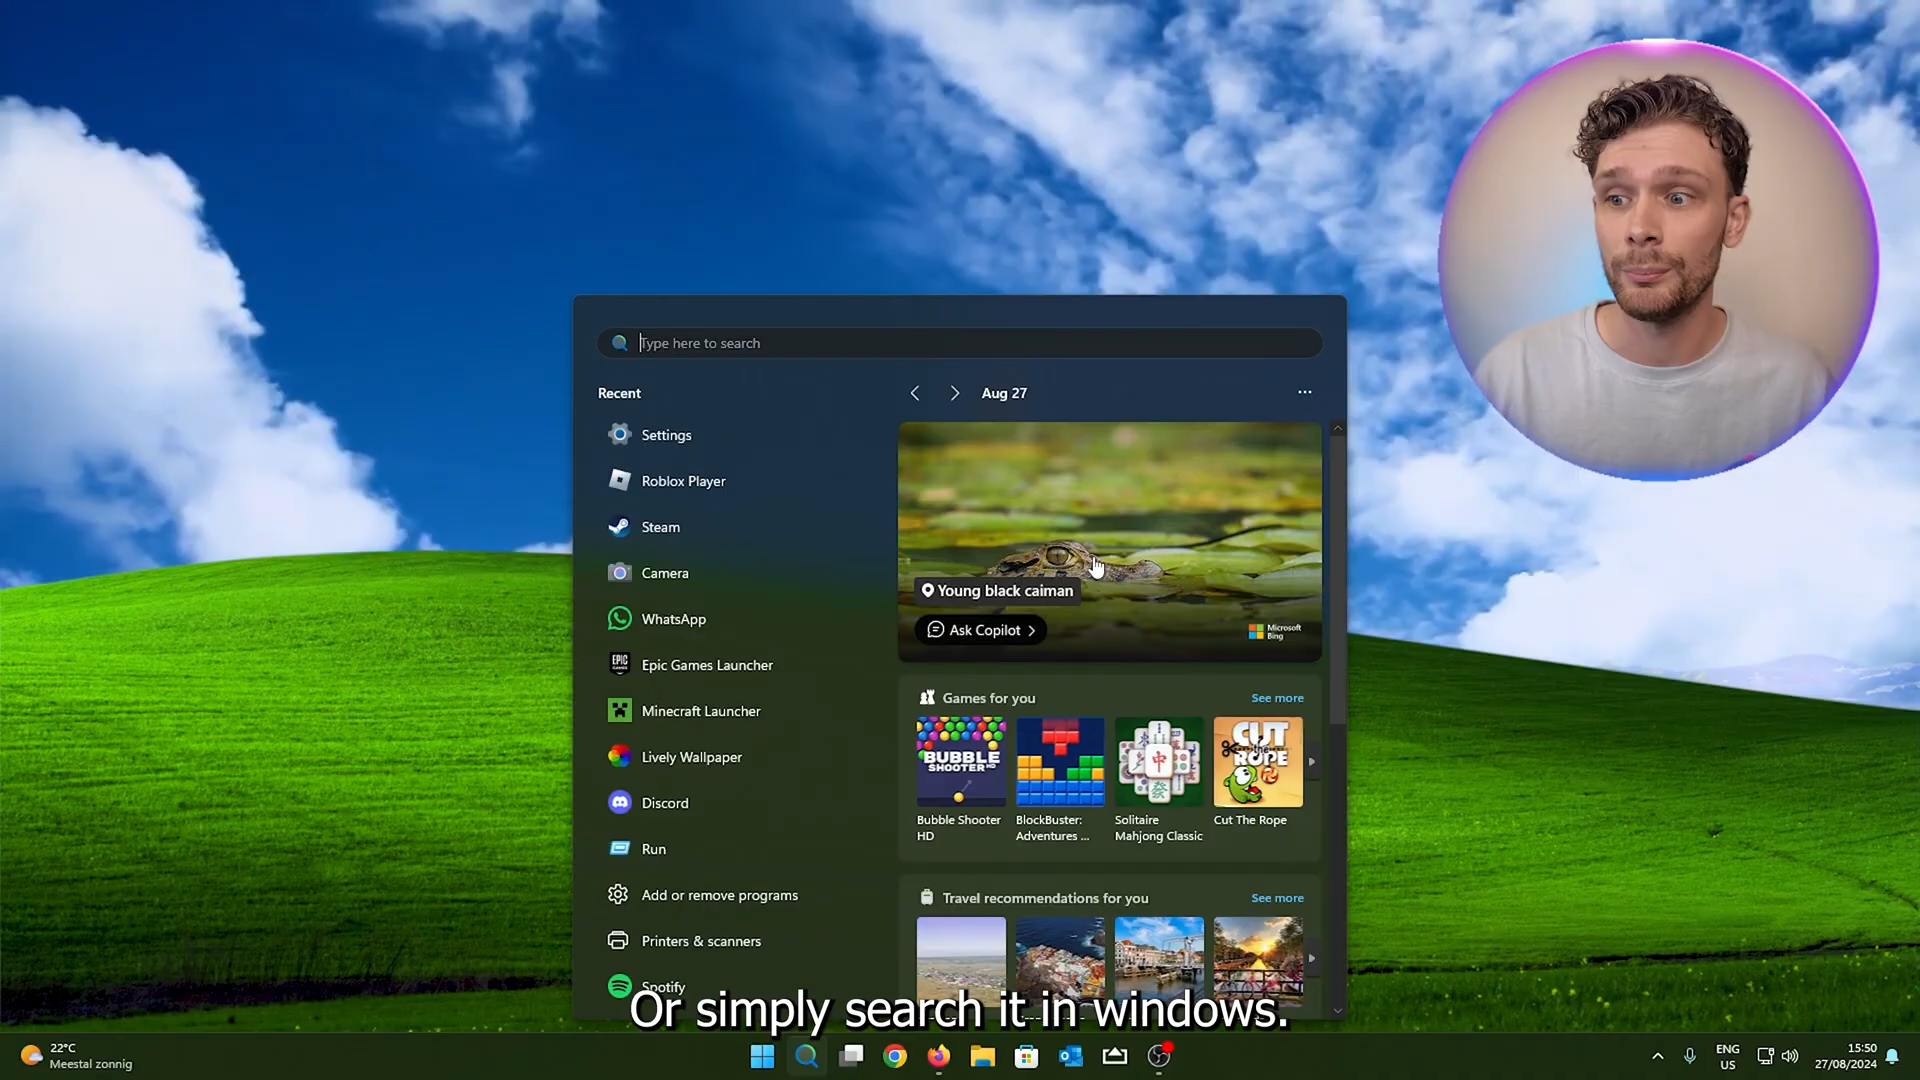 Type here to search
Recent
Aug 27
Settings
Roblox Player
Steam
Camera
WhatsApp
EPIC
GAMES
Epic Games Launcher
Minecraft Launcher
Lively Wallpaper
Discord
Run
Add or remove programs
Printers & scanners
Spotify
Young black caiman
Ask Copilot
Microsoft
Bing
Games for you
See more
BUBBLE
SHOOTER HD
CUT
the
ROPE
中
Bubble Shooter
HD
BlockBuster:
Adventures ...
Solitaire
Mahjong Classic
Cut The Rope
Travel recommendations for you
See more
Or simply search it in windows.
22°C
Meestal zonnig
ENG
US
15:50
27/08/2024